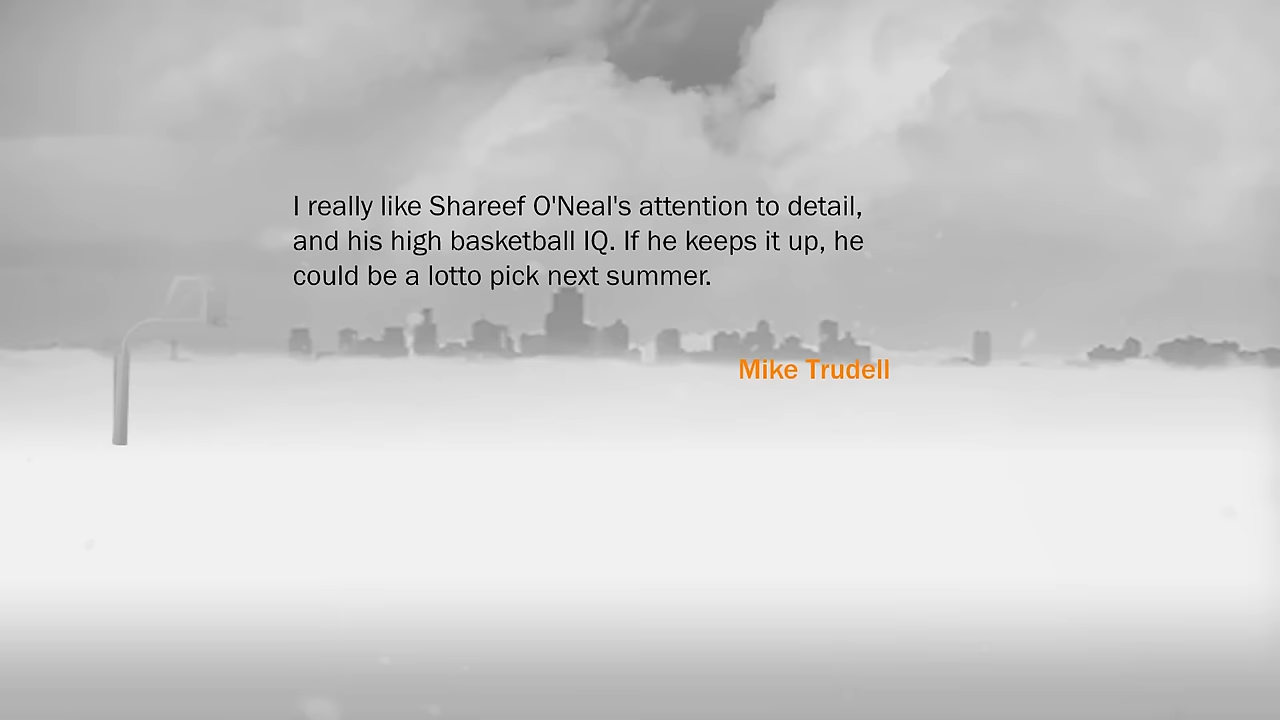 I really like Shareef O'Neal's attention to detail,
and his high basketball IQ. If he keeps it up, he
could be a lotto pick next summer.
Mike Trudell